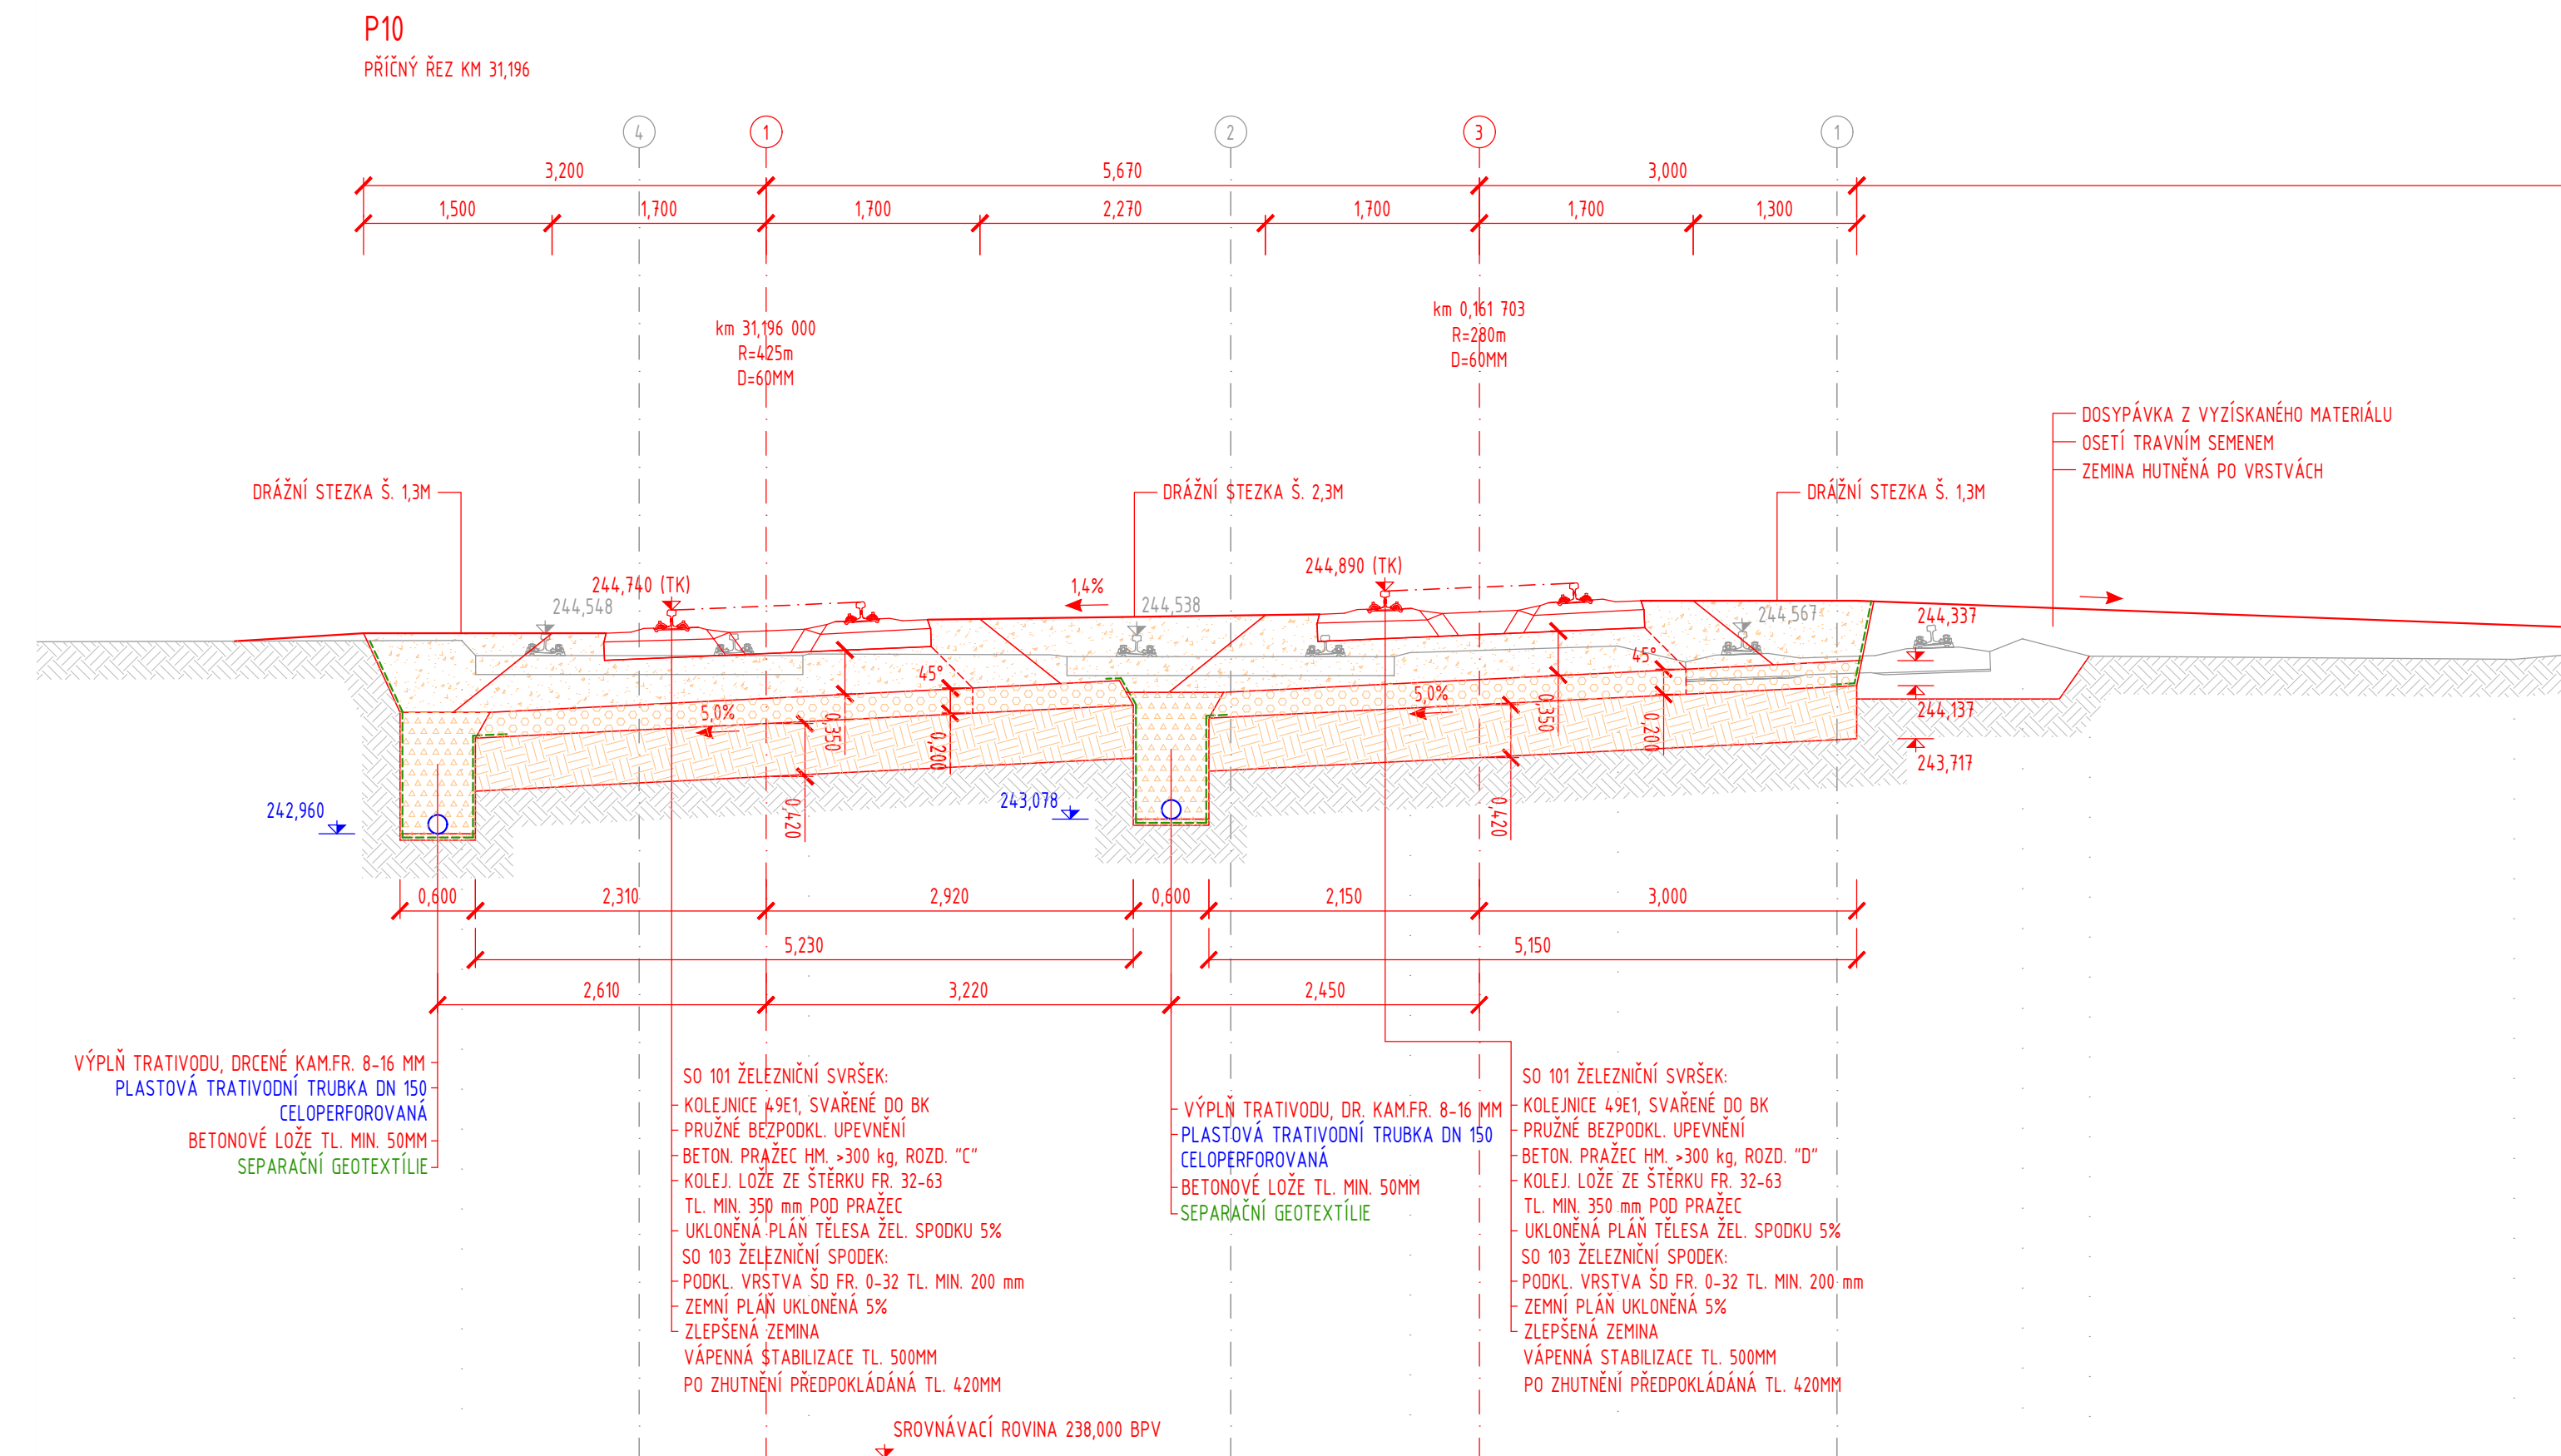 P10
PŘÍČNÝ ŘEZ KM 31,196
4
1
2
3
1
3,200
5,670
3,000
1,500
1,700
1,700
2,270
1,700
1,700
1,300
km 31,196 000
R=425m
D=60MM
km 0,161 703
R=280m
D=60MM
DOSYPÁVKA Z VYZÍSKANÉHO MATERIÁLU
OSETÍ TRAVNÍM SEMENEM
ZEMINA HUTNĚNÁ PO VRSTVÁCH
DRÁŽNÍ STEZKA Š. 1,3M
DRÁŽNÍ STEZKA Š. 2,3M
DRÁŽNÍ STEZKA Š. 1,3M
244,740 (TK)
244,548
1,4%
244,538
244,890 (TK)
244,567
244,337
45°
45°
5,0%
5,0%
0,350
0,200
0,420
0,350
0,200
0,420
244,137
243,717
242,960
243,078
0,600
2,310
2,920
0,600
2,150
3,000
5,230
5,150
2,610
3,220
2,450
VÝPLŇ TRATIVODU, DRCENÉ KAM.FR. 8-16 MM
PLASTOVÁ TRATIVODNÍ TRUBKA DN 150
CELOPERFOROVANÁ
BETONOVÉ LOŽE TL. MIN. 50MM
SEPARAČNÍ GEOTEXTÍLIE
SO 101 ŽELEZNIČNÍ SVRŠEK:
KOLEJNICE 49E1, SVAŘENÉ DO BK
PRUŽNÉ BEZPODKL. UPEVNĚNÍ
BETON. PRAŽEC HM. >300 kg, ROZD. "C"
KOLEJ. LOŽE ZE ŠTĚRKU FR. 32-63
TL. MIN. 350 mm POD PRAŽEC
UKLONĚNÁ PLÁŇ TĚLESA ŽEL. SPODKU 5%
SO 103 ŽELEZNIČNÍ SPODEK:
PODKL. VRSTVA ŠD FR. 0-32 TL. MIN. 200 mm
ZEMNÍ PLÁŇ UKLONĚNÁ 5%
ZLEPŠENÁ ZEMINA
VÁPENNÁ STABILIZACE TL. 500MM
PO ZHUTNĚNÍ PŘEDPOKLÁDÁNÁ TL. 420MM
VÝPLŇ TRATIVODU, DR. KAM.FR. 8-16 MM
PLASTOVÁ TRATIVODNÍ TRUBKA DN 150
CELOPERFOROVANÁ
BETONOVÉ LOŽE TL. MIN. 50MM
SEPARAČNÍ GEOTEXTÍLIE
SO 101 ŽELEZNIČNÍ SVRŠEK:
KOLEJNICE 49E1, SVAŘENÉ DO BK
PRUŽNÉ BEZPODKL. UPEVNĚNÍ
BETON. PRAŽEC HM. >300 kg, ROZD. "D"
KOLEJ. LOŽE ZE ŠTĚRKU FR. 32-63
TL. MIN. 350 mm POD PRAŽEC
UKLONĚNÁ PLÁŇ TĚLESA ŽEL. SPODKU 5%
SO 103 ŽELEZNIČNÍ SPODEK:
PODKL. VRSTVA ŠD FR. 0-32 TL. MIN. 200 mm
ZEMNÍ PLÁŇ UKLONĚNÁ 5%
ZLEPŠENÁ ZEMINA
VÁPENNÁ STABILIZACE TL. 500MM
PO ZHUTNĚNÍ PŘEDPOKLÁDÁNÁ TL. 420MM
SROVNÁVACÍ ROVINA 238,000 BPV